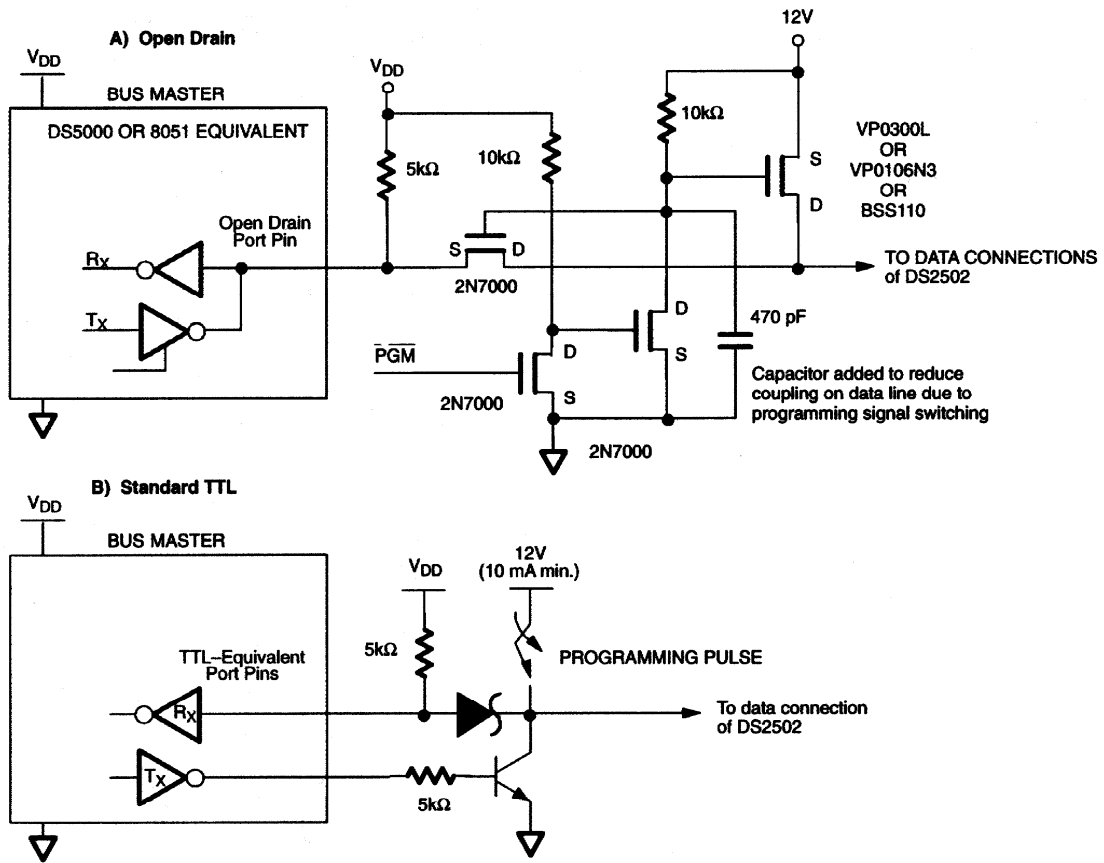 A) Open Drain
VDD
BUS MASTER
DS5000 OR 8051 EQUIVALENT
Open Drain
Port Pin
RX
TX
VDD
5kΩ
10kΩ
S
D
2N7000
PGM
2N7000
D
S
2N7000
D
S
12V
10kΩ
S
D
VP0300L
OR
VP0106N3
OR
BSS110
TO DATA CONNECTIONS
of DS2502
470 pF
Capacitor added to reduce
coupling on data line due to
programming signal switching
B) Standard TTL
VDD
BUS MASTER
TTL–Equivalent
Port Pins
RX
TX
VDD
5kΩ
5kΩ
12V
(10 mA min.)
PROGRAMMING PULSE
To data connection
of DS2502